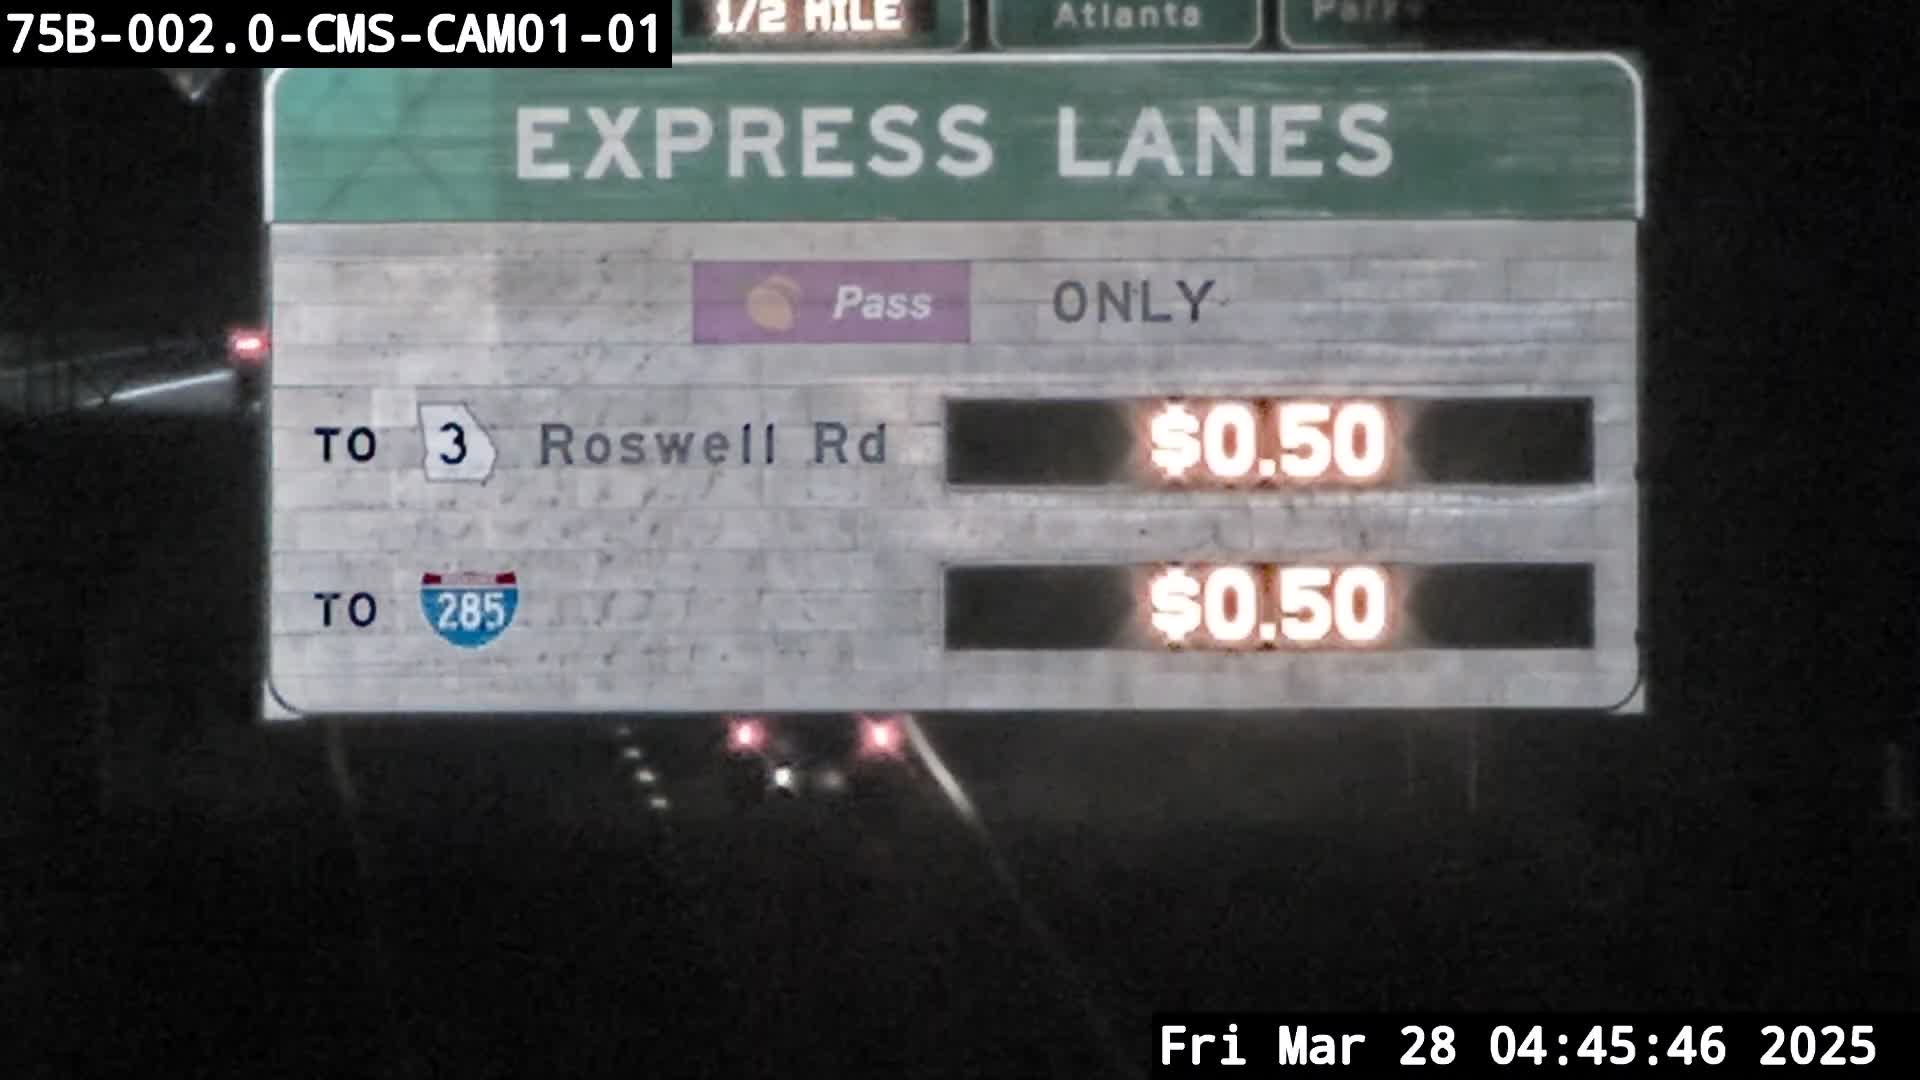 75B-002.0-CMS-CAM01-01
1/2 MILE
Atlanta
EXPRESS LANES
Pass ONLY
TO 3 Roswell Rd $0.50
TO 285 $0.50
Fri Mar 28 04:45:46 2025